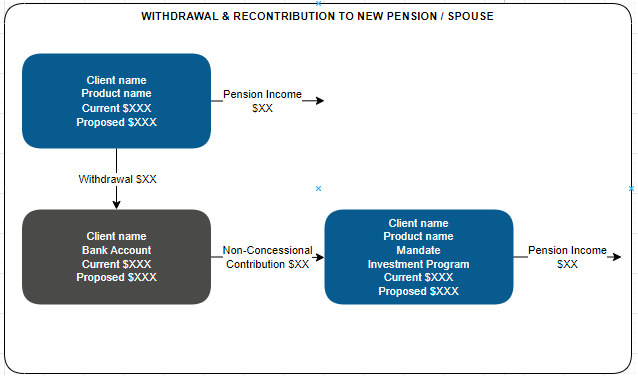 WITHDRAWAL & RECONTRIBUTION TO NEW PENSION / SPOUSE
Client name
Product name
Current $XXX
Proposed $XXX
Pension Income
$XX
Withdrawal $XX
Client name
Bank Account
Current $XXX
Proposed $XXX
Non-Concessional
Contribution $XX
Client name
Product name
Mandate
Investment Program
Current $XXX
Proposed $XXX
Pension Income
$XX